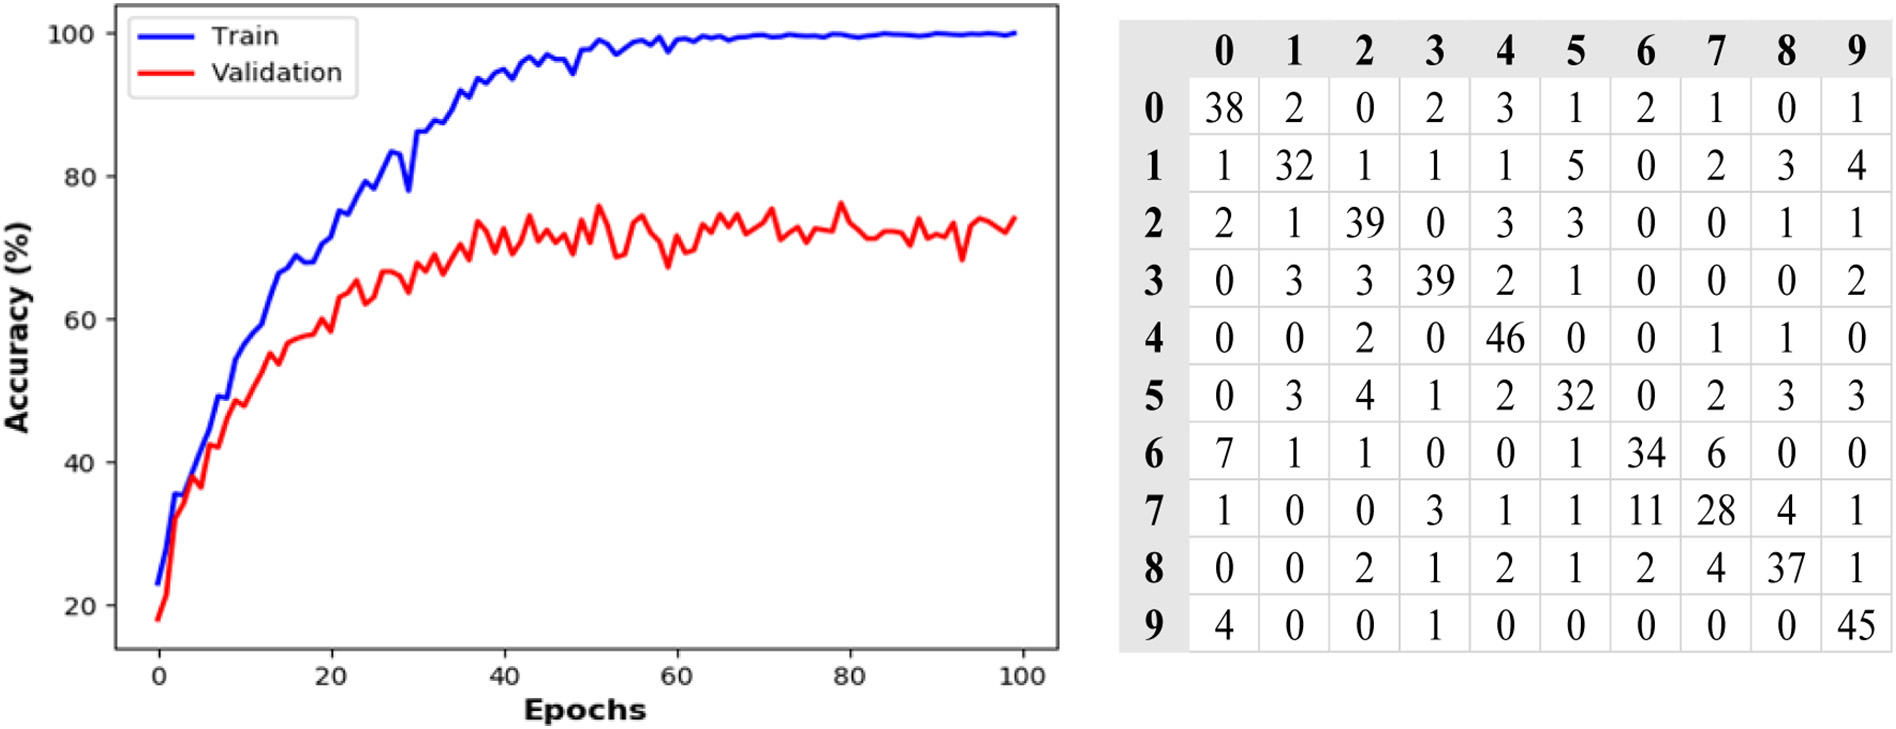 Train
Validation
100
80
60
40
20
Accuracy (%)
0 20 40 60 80 100
Epochs
0 1 2 3 4 5 6 7 8 9
0 38 2 0 2 3 1 2 1 0 1
1 1 32 1 1 1 5 0 2 3 4
2 2 1 39 0 3 3 0 0 1 1
3 0 3 3 39 2 1 0 0 0 2
4 0 0 2 0 46 0 0 1 1 0
5 0 3 4 1 2 32 0 2 3 3
6 7 1 1 0 0 1 34 6 0 0
7 1 0 0 3 1 1 11 28 4 1
8 0 0 2 1 2 1 2 4 37 1
9 4 0 0 1 0 0 0 0 0 45